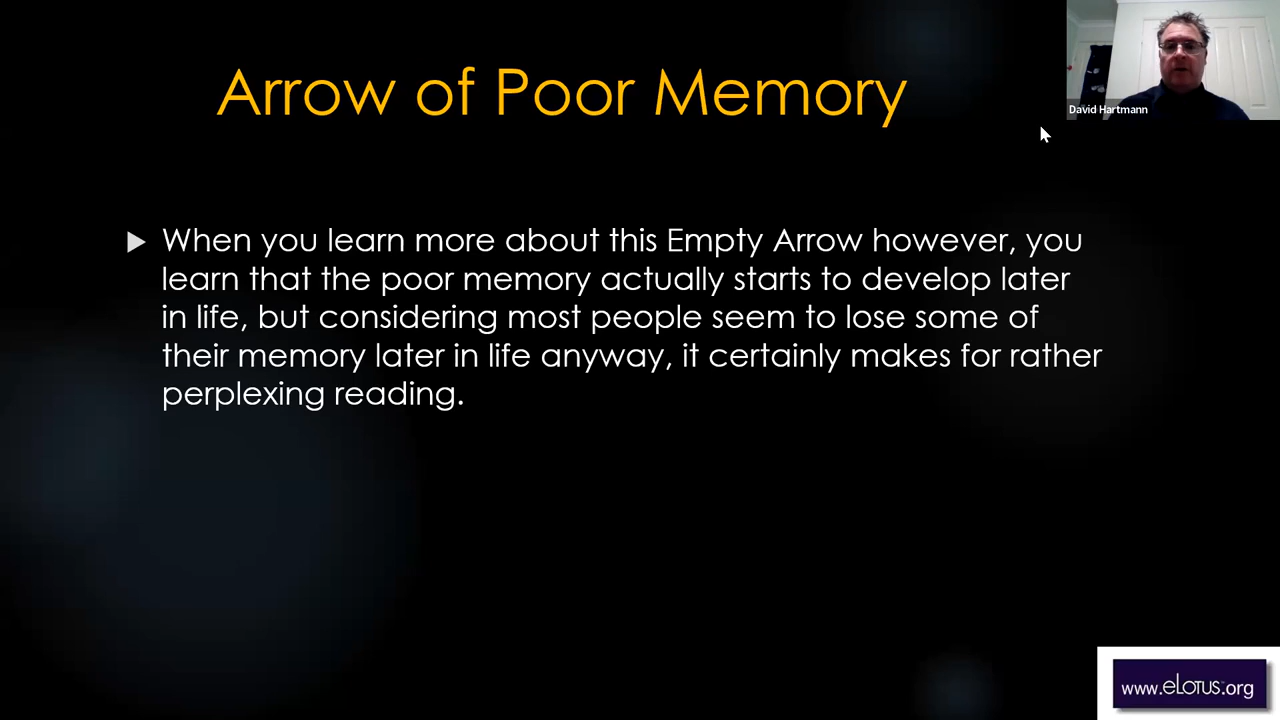 Arrow of Poor Memory
David Hartmann
When you learn more about this Empty Arrow however, you
learn that the poor memory actually starts to develop later
in life, but considering most people seem to lose some of
their memory later in life anyway, it certainly makes for rather
perplexing reading.
www.eLOTUS.org